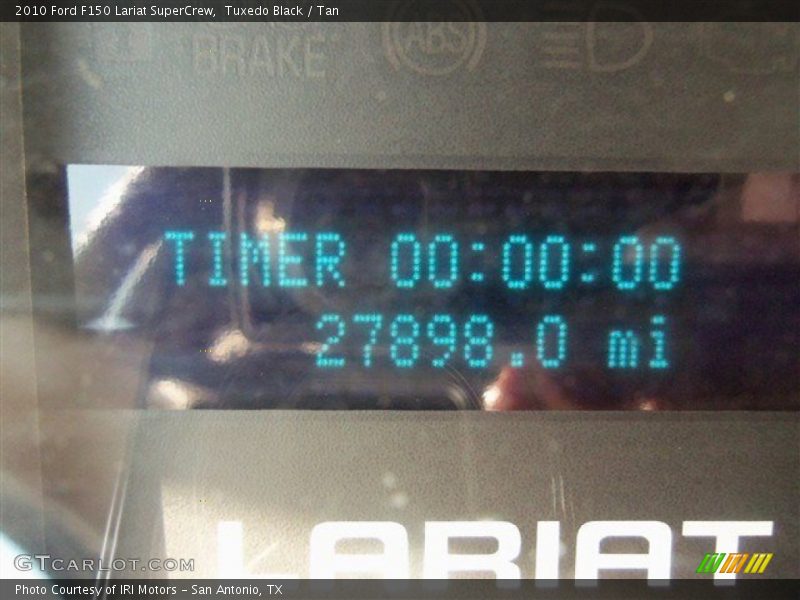 2010 Ford F150 Lariat SuperCrew,  Tuxedo Black / Tan
BRAKE
ABS
TIMER 00:00:00
27898.0 mi
LARIAT
GTCARLOT.COM
Photo Courtesy of IRI Motors - San Antonio, TX